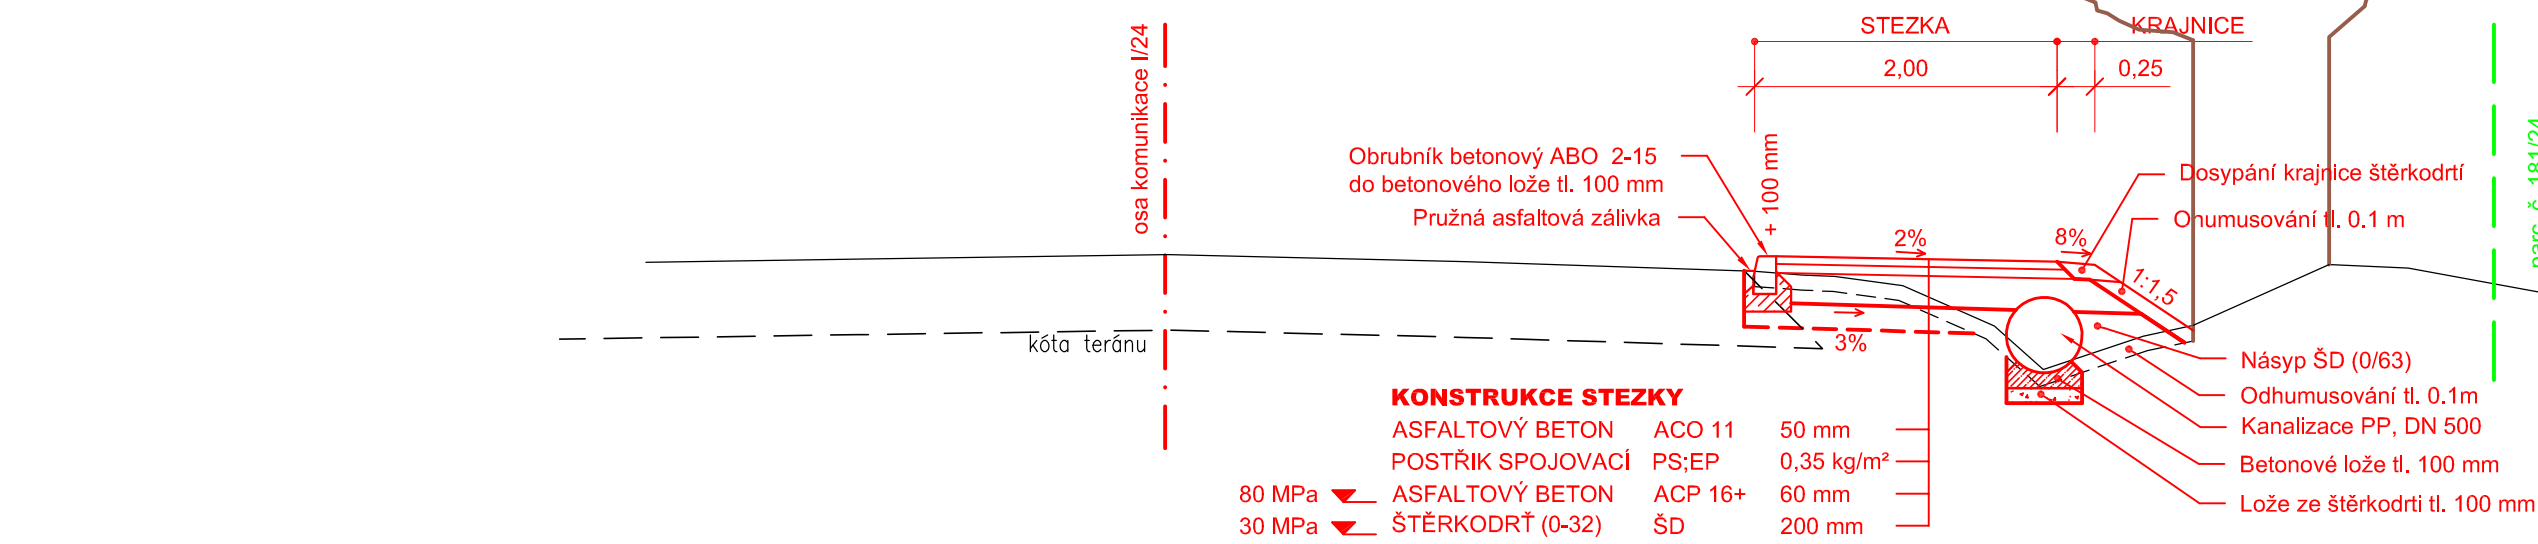 STEZKA KRAJNICE
2,00 0,25
osa komunikace I/24
Obrubník betonový ABO 2-15
do betonového lože tl. 100 mm
Pružná asfaltová zálivka
+ 100 mm
Dosypání krajnice štěrkodrtí
Ohumusování tl. 0.1 m
2% 8%
1:1,5
3%
kóta teránu
parc.č. 181/24
Násyp ŠD (0/63)
Odhumusování tl. 0.1m
Kanalizace PP, DN 500
Betonové lože tl. 100 mm
Lože ze štěrkodrti tl. 100 mm
KONSTRUKCE STEZKY
ASFALTOVÝ BETON ACO 11 50 mm
POSTŘIK SPOJOVACÍ PS;EP 0,35 kg/m²
80 MPa ASFALTOVÝ BETON ACP 16+ 60 mm
30 MPa ŠTĚRKODRŤ (0-32) ŠD 200 mm